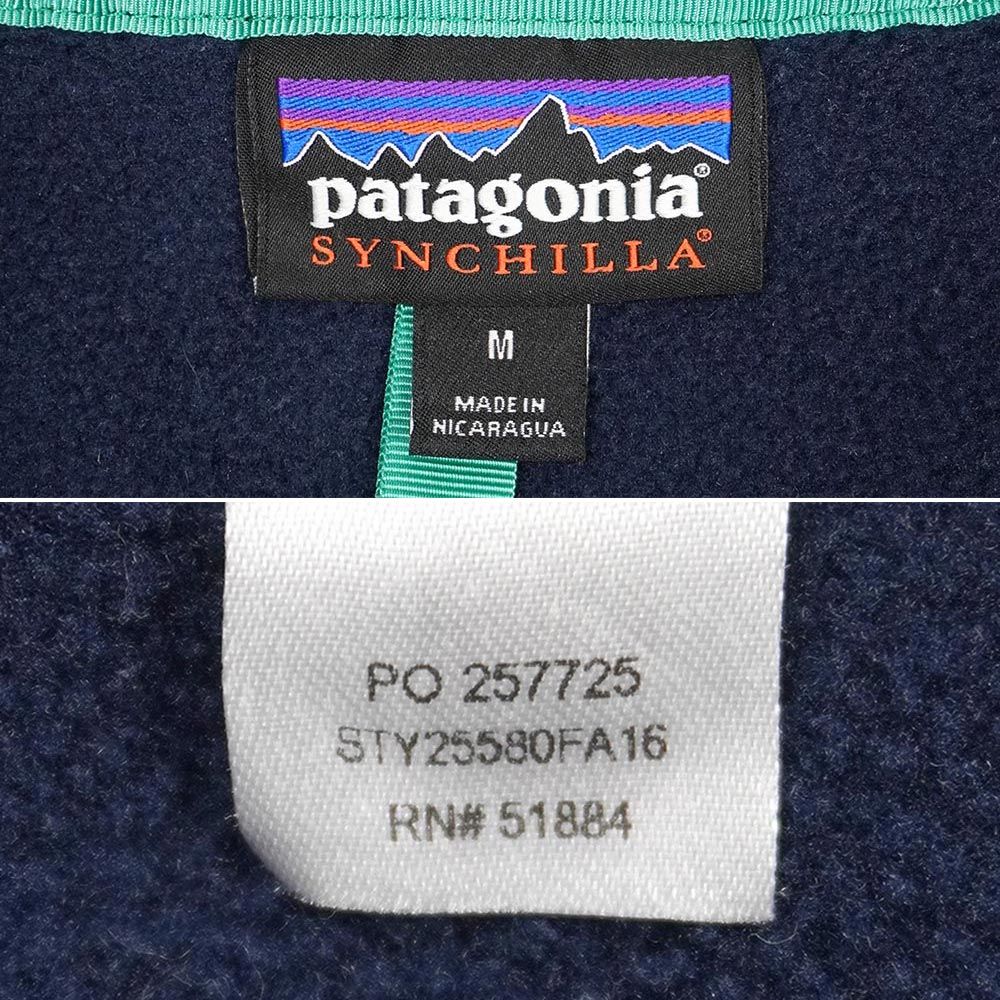 patagonia®
SYNCHILLA®
M
MADE IN
NICARAGUA
PO 257725
STY25580FA16
RN# 51884